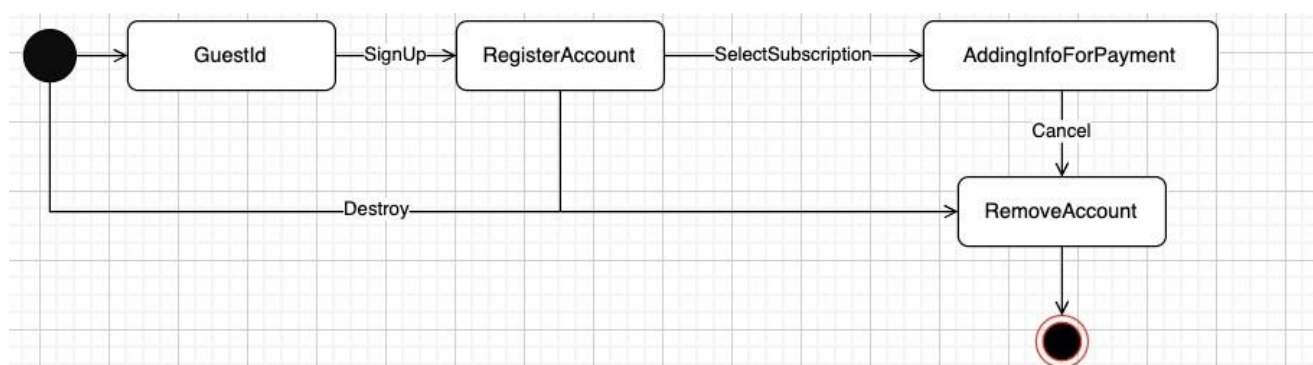 GuestId
SignUp
RegisterAccount
SelectSubscription
AddingInfoForPayment
Cancel
Destroy
RemoveAccount